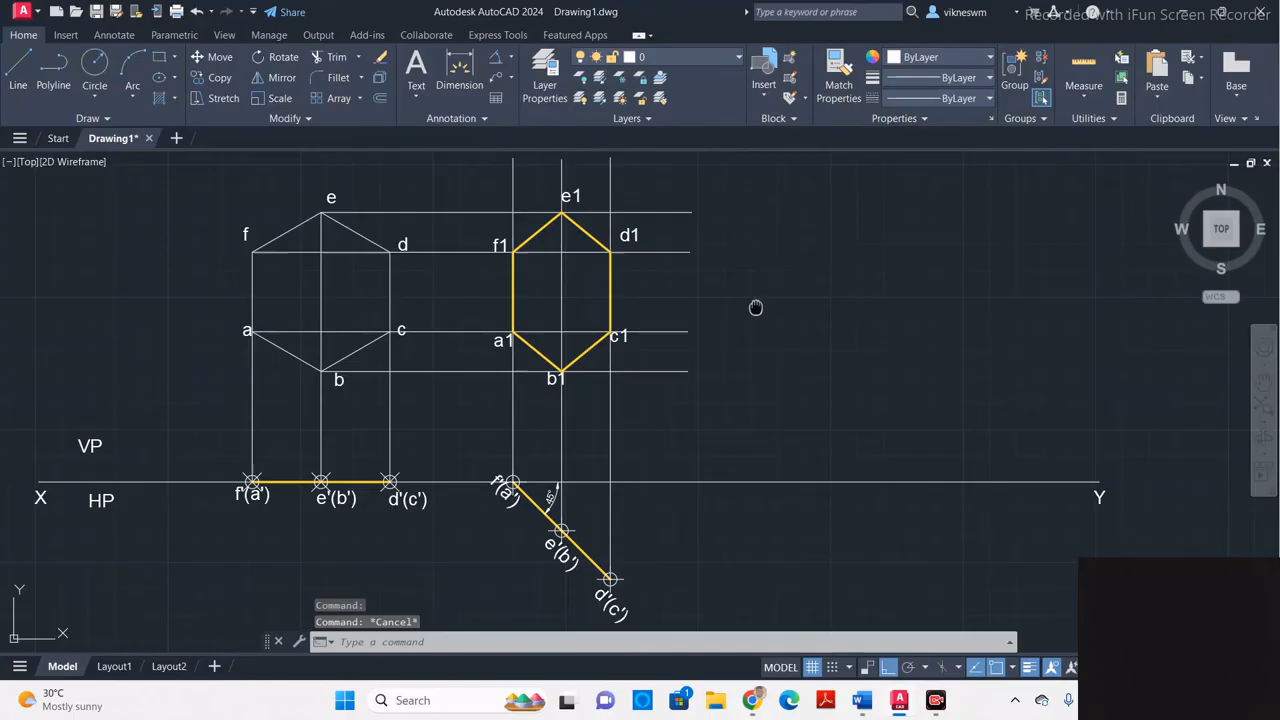 Autodesk AutoCAD 2024 Drawing1.dwg
Share
Type a keyword or phrase
vikneswm
Recorded with iFun Screen Recorder
Home Insert Annotate Parametric View Manage Output Add-ins Collaborate Express Tools Featured Apps
Line Polyline Circle Arc
Move Rotate Trim
Copy Mirror Fillet
Stretch Scale Array
Text Dimension
Layer
Properties
0
Insert
Match
Properties
ByLayer
ByLayer
ByLayer
Group
Measure
Paste
Base
Draw Modify Annotation Layers Block Properties Groups Utilities Clipboard View
Start Drawing1*
[−][Top][2D Wireframe]
N
W TOP E
S
WCS
e e1
f d f1 d1
a c a1 c1
b b1
VP
X HP f'(a') e'(b') d'(c') f'(a') 45° Y
e'(b')
d'(c')
Y
X
Command:
Command: *Cancel*
Type a command
Model Layout1 Layout2
MODEL
30°C
Mostly sunny
Search
1